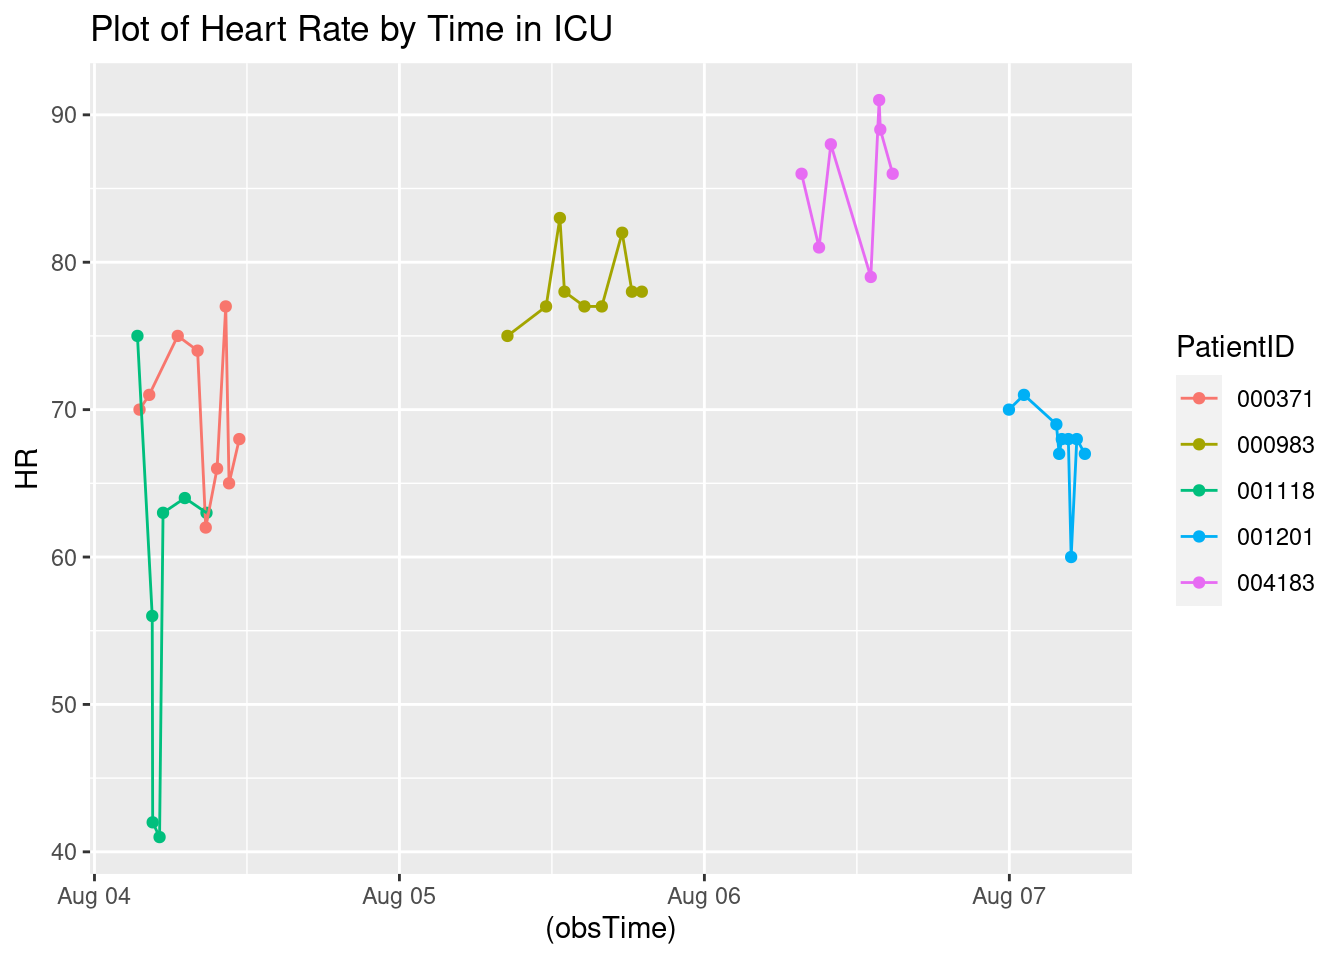 Plot of Heart Rate by Time in ICU
90
80
70
60
50
40
HR
Aug 04
Aug 05
Aug 06
Aug 07
(obsTime)
PatientID
000371
000983
001118
001201
004183